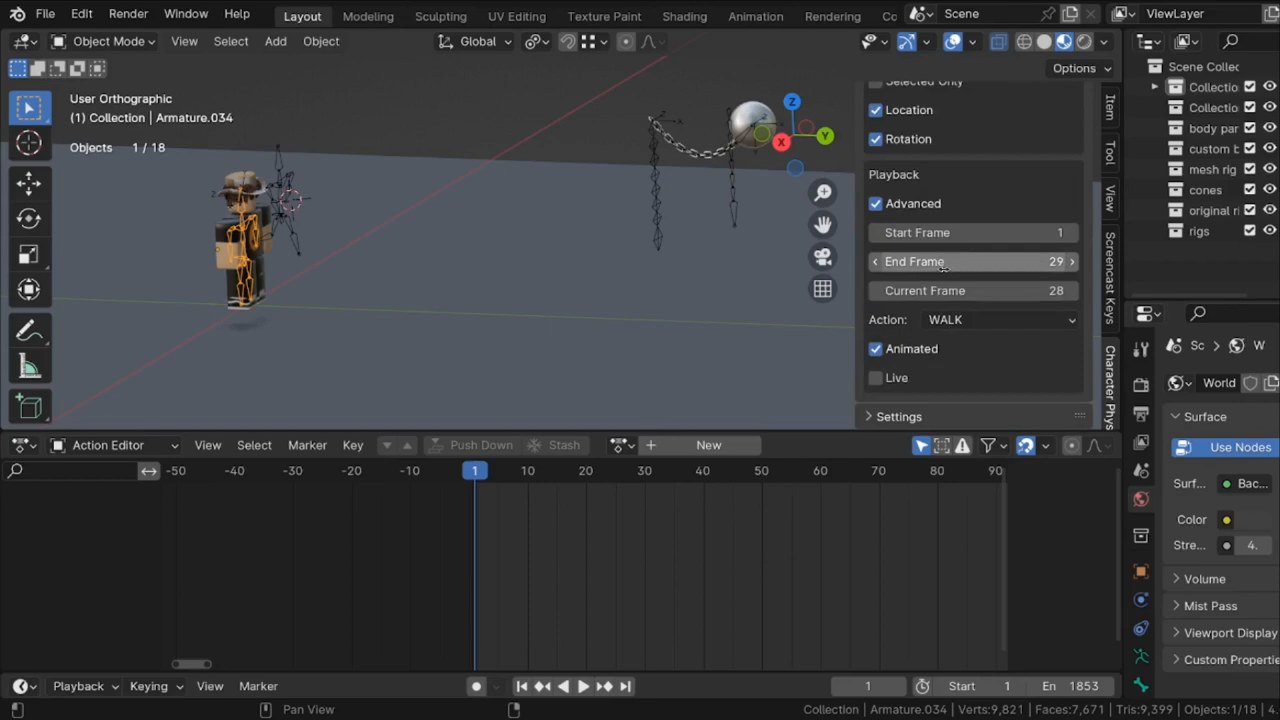 File Edit Render Window Help Layout Modeling Sculpting UV Editing Texture Paint Shading Animation Rendering Co Scene ViewLayer
Object Mode View Select Add Object Global
Options
Scene Collec
User Orthographic
(1) Collection | Armature.034
Objects 1 / 18
Z
X
Y
Selected Only
Location
Rotation
Playback
Advanced
Start Frame 1
End Frame 29
Current Frame 28
Action: WALK
Animated
Live
Settings
Item
Tool
View
Screencast Keys
Character Phys
Collectio
Collectio
body par
custom b
mesh rig
cones
original ri
rigs
Sc W
World
Surface
Use Nodes
Surf... Bac...
Color
Stre... 4.
Volume
Mist Pass
Viewport Display
Custom Properti
Action Editor View Select Marker Key Push Down Stash New
-50 -40 -30 -20 -10 1 10 20 30 40 50 60 70 80 90
Playback Keying View Marker 1 Start 1 En 1853
Pan View
Collection | Armature.034 | Verts:9,821 | Faces:7,671 | Tris:9,399 | Objects:1/18 | 4